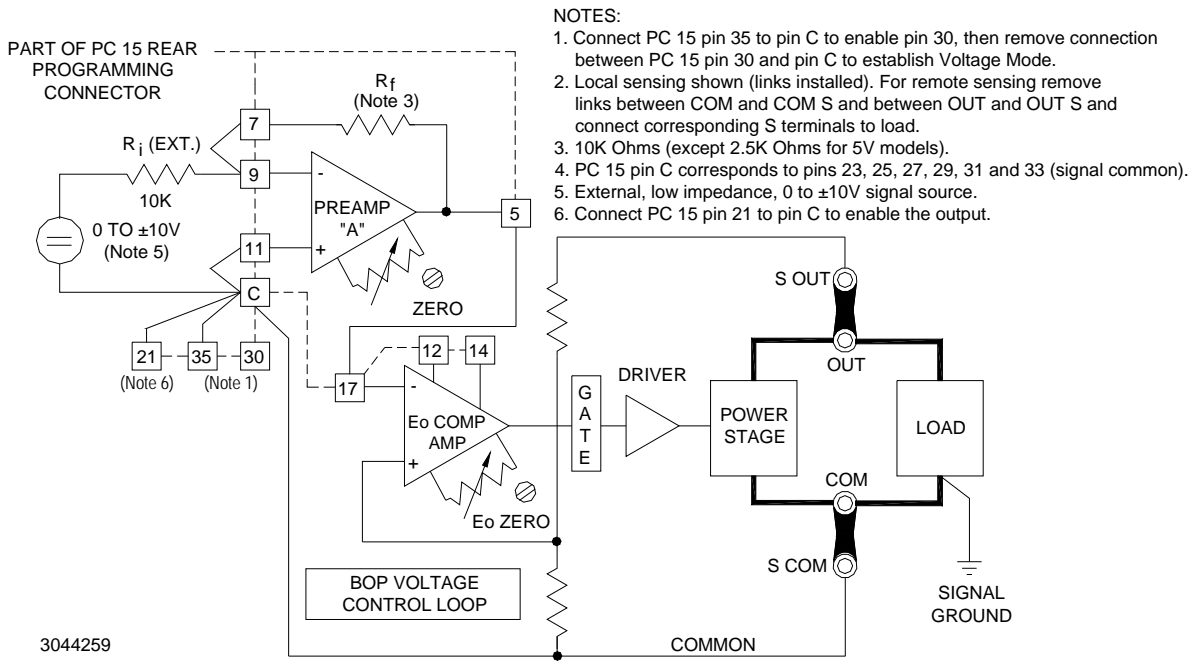 NOTES:
1. Connect PC 15 pin 35 to pin C to enable pin 30, then remove connection
between PC 15 pin 30 and pin C to establish Voltage Mode.
2. Local sensing shown (links installed). For remote sensing remove
links between COM and COM S and between OUT and OUT S and
connect corresponding S terminals to load.
3. 10K Ohms (except 2.5K Ohms for 5V models).
4. PC 15 pin C corresponds to pins 23, 25, 27, 29, 31 and 33 (signal common).
5. External, low impedance, 0 to ±10V signal source.
6. Connect PC 15 pin 21 to pin C to enable the output.
PART OF PC 15 REAR
PROGRAMMING
CONNECTOR
Rf
(Note 3)
7
Ri (EXT.)
9
10K
-
PREAMP
"A"
+
5
0 TO ±10V
(Note 5)
11
C
ZERO
21
35
30
(Note 6)
(Note 1)
17
12
14
-
Eo COMP
AMP
+
Eo ZERO
GATE
DRIVER
POWER
STAGE
S OUT
OUT
LOAD
COM
S COM
SIGNAL
GROUND
BOP VOLTAGE
CONTROL LOOP
COMMON
3044259